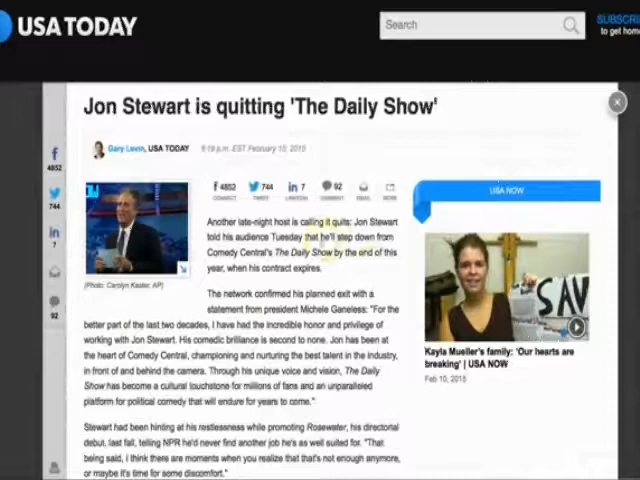 USA TODAY
Search
SUBSCRI
to get hom
Jon Stewart is quitting 'The Daily Show'
Gary Levin, USA TODAY 6:19 p.m. EST February 10, 2015
4852
744
7
92
4852
CONNECT
744
TWEET
7
LINKEDIN
92
COMMENT
EMAIL
MORE
(Photo: Carolyn Kaster, AP)
Another late-night host is calling it quits: Jon Stewart
told his audience Tuesday that he'll step down from
Comedy Central's The Daily Show by the end of this
year, when his contract expires.
The network confirmed his planned exit with a
statement from president Michele Ganeless: "For the
better part of the last two decades, I have had the incredible honor and privilege of
working with Jon Stewart. His comedic brilliance is second to none. Jon has been at
the heart of Comedy Central, championing and nurturing the best talent in the industry,
in front of and behind the camera. Through his unique voice and vision, The Daily
Show has become a cultural touchstone for millions of fans and an unparalleled
platform for political comedy that will endure for years to come."
Stewart had been hinting at his restlessness while promoting Rosewater, his directorial
debut, last fall, telling NPR he'd never find another job he's as well suited for. "That
being said, I think there are moments when you realize that that's not enough anymore,
or maybe it's time for some discomfort."
USA NOW
SAV
Kayla Mueller's family: 'Our hearts are
breaking' | USA NOW
Feb 10, 2015